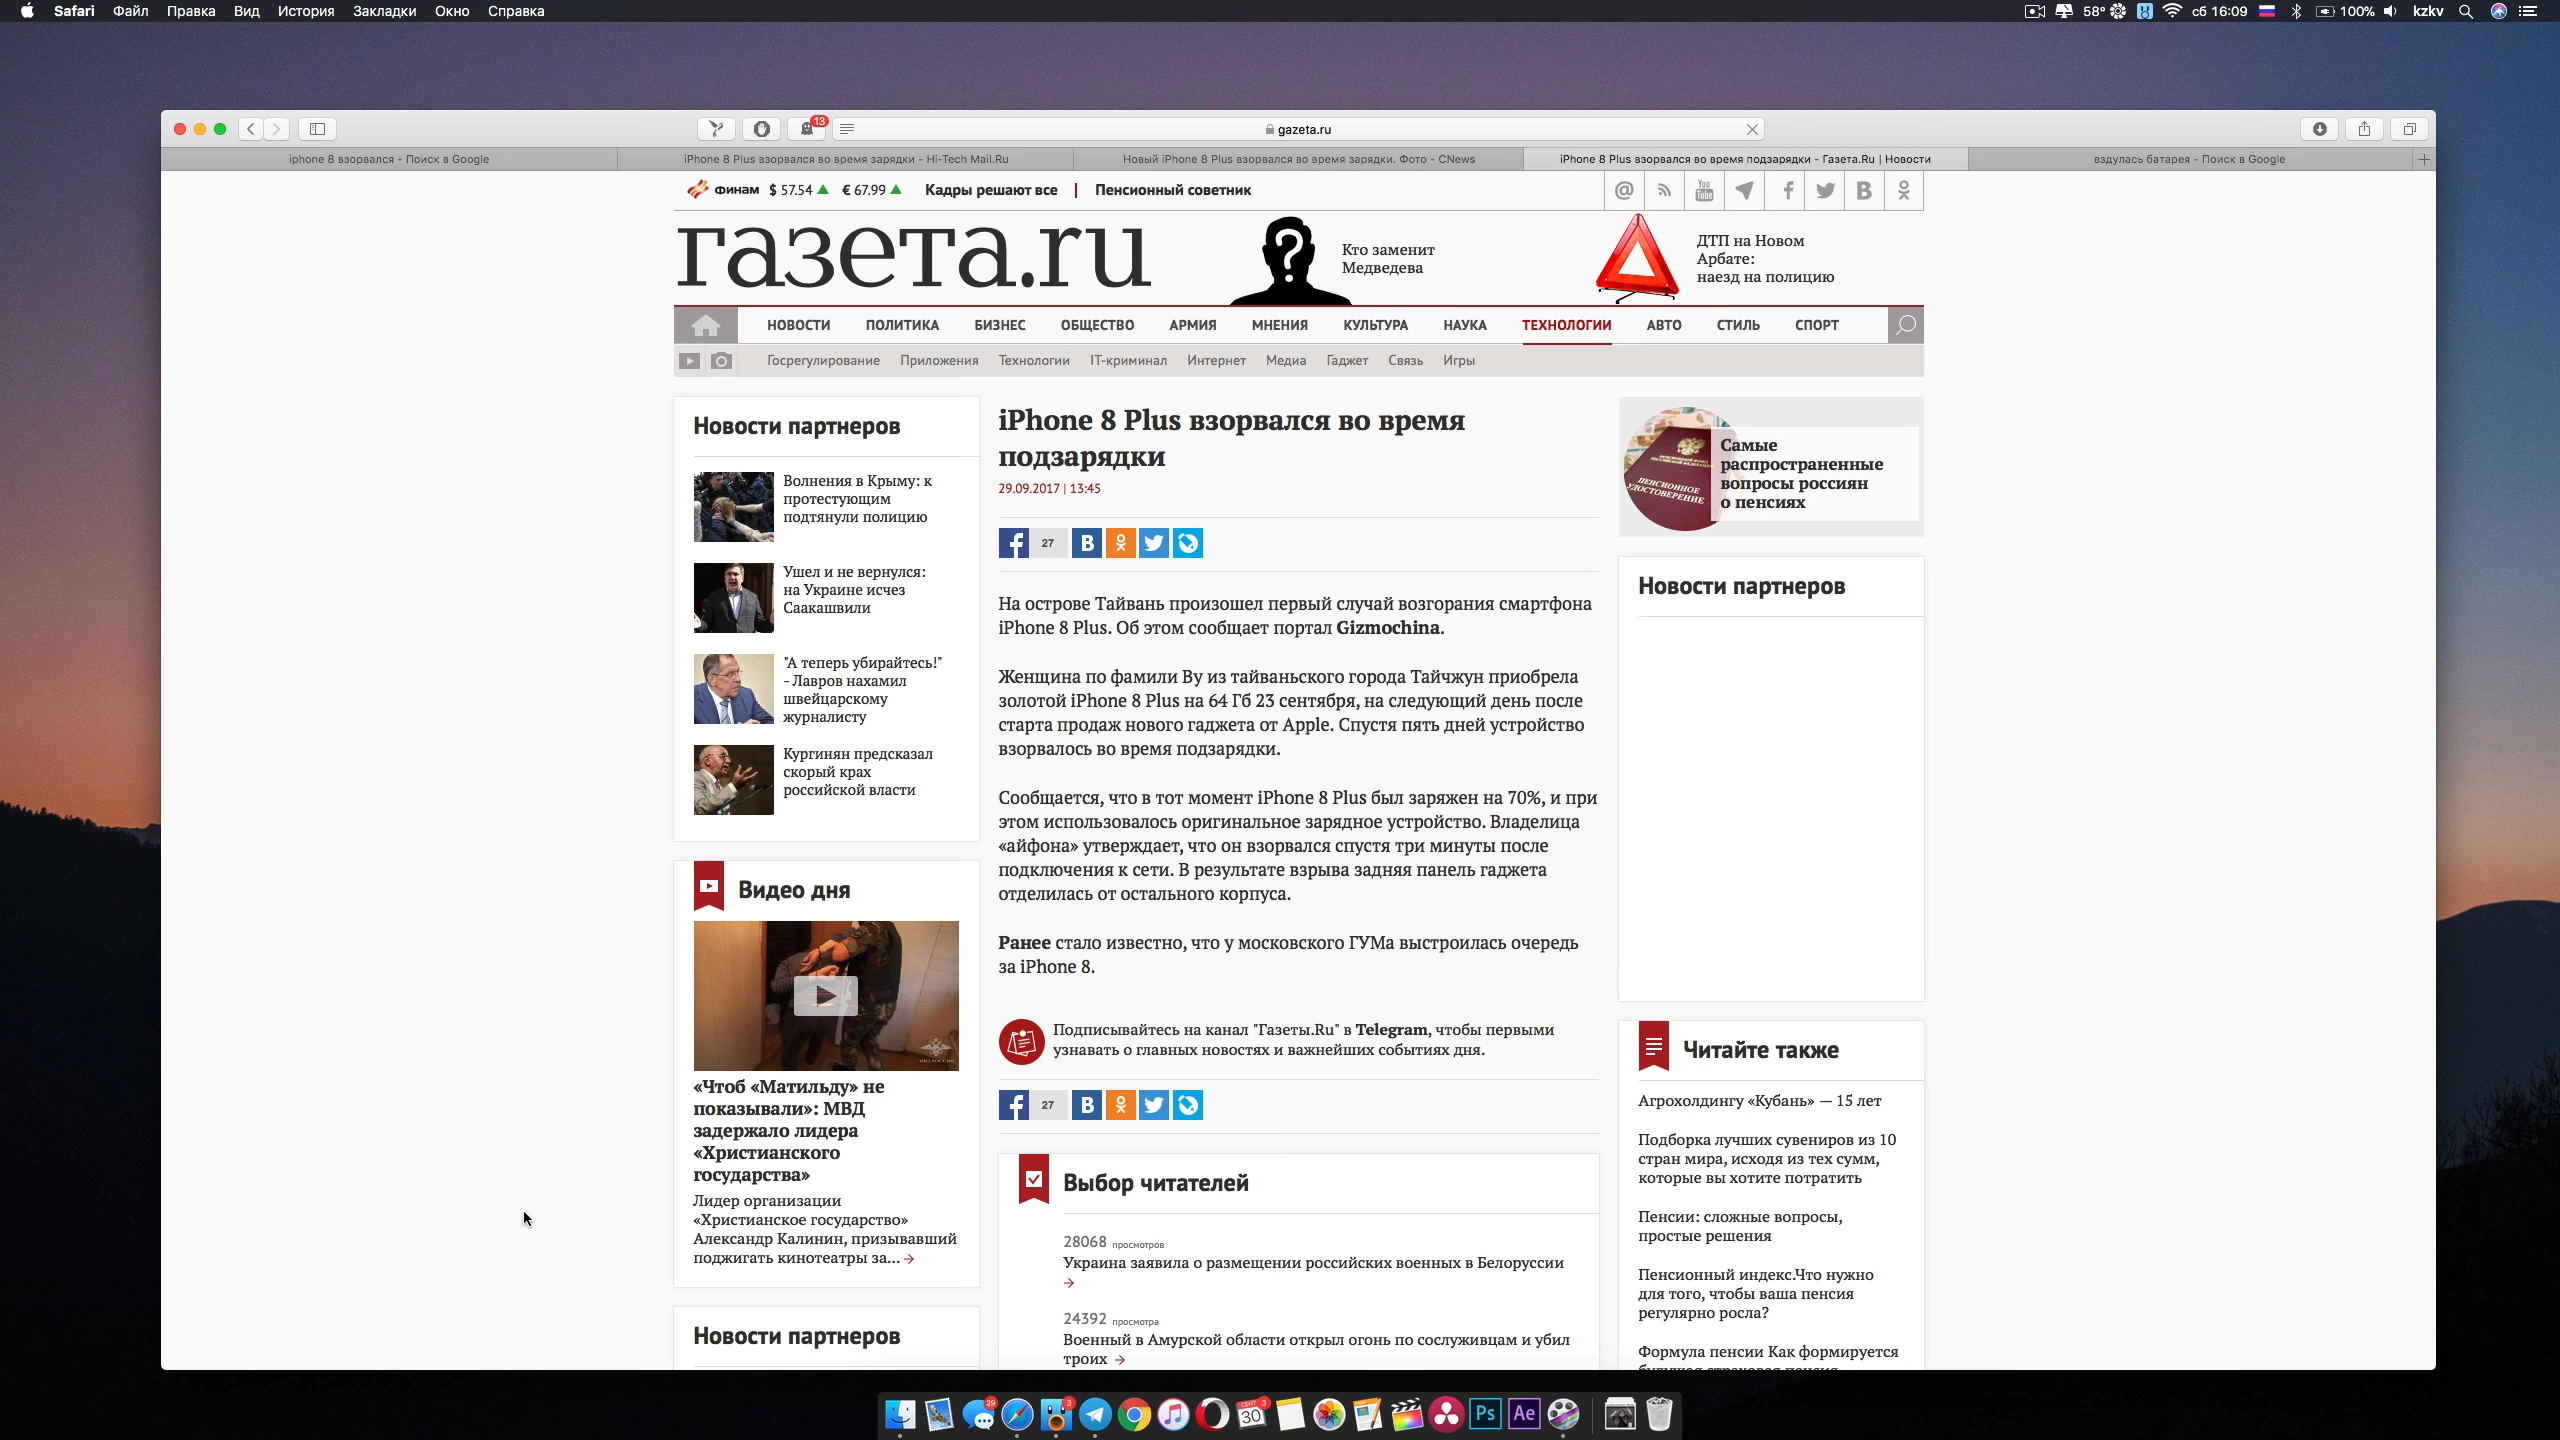 Safari Файл Правка Вид История Закладки Окно Справка
58° сб 16:09 100% kzkv
13
gazeta.ru
iphone 8 взорвался - Поиск в Google
iPhone 8 Plus взорвался во время зарядки - Hi-Tech Mail.Ru
Новый iPhone 8 Plus взорвался во время зарядки. Фото - CNews
iPhone 8 Plus взорвался во время подзарядки - Газета.Ru | Новости
вздулась батарея - Поиск в Google
финам $ 57.54 € 67.99 Кадры решают все | Пенсионный советник
газета.ru
Кто заменит
Медведева
ДТП на Новом
Арбате:
наезд на полицию
НОВОСТИ ПОЛИТИКА БИЗНЕС ОБЩЕСТВО АРМИЯ МНЕНИЯ КУЛЬТУРА НАУКА ТЕХНОЛОГИИ АВТО СТИЛЬ СПОРТ
Госрегулирование Приложения Технологии IT-криминал Интернет Медиа Гаджет Связь Игры
Новости партнеров
Волнения в Крыму: к
протестующим
подтянули полицию
Ушел и не вернулся:
на Украине исчез
Саакашвили
"А теперь убирайтесь!"
- Лавров нахамил
швейцарскому
журналисту
Кургинян предсказал
скорый крах
российской власти
Видео дня
«Чтоб «Матильду» не
показывали»: МВД
задержало лидера
«Христианского
государства»
Лидер организации
«Христианское государство»
Александр Калинин, призывавший
поджигать кинотеатры за...
Новости партнеров
iPhone 8 Plus взорвался во время
подзарядки
29.09.2017 | 13:45
27
На острове Тайвань произошел первый случай возгорания смартфона
iPhone 8 Plus. Об этом сообщает портал Gizmochina.
Женщина по фамили Ву из тайваньского города Тайчжун приобрела
золотой iPhone 8 Plus на 64 Гб 23 сентября, на следующий день после
старта продаж нового гаджета от Apple. Спустя пять дней устройство
взорвалось во время подзарядки.
Сообщается, что в тот момент iPhone 8 Plus был заряжен на 70%, и при
этом использовалось оригинальное зарядное устройство. Владелица
«айфона» утверждает, что он взорвался спустя три минуты после
подключения к сети. В результате взрыва задняя панель гаджета
отделилась от остального корпуса.
Ранее стало известно, что у московского ГУМа выстроилась очередь
за iPhone 8.
Подписывайтесь на канал "Газеты.Ru" в Telegram, чтобы первыми
узнавать о главных новостях и важнейших событиях дня.
27
Выбор читателей
28068 просмотров
Украина заявила о размещении российских военных в Белоруссии
24392 просмотра
Военный в Амурской области открыл огонь по сослуживцам и убил
троих
ПЕНСИОННОЕ
УДОСТОВЕРЕНИЕ
Самые
распространенные
вопросы россиян
о пенсиях
Новости партнеров
Читайте также
Агрохолдингу «Кубань» — 15 лет
Подборка лучших сувениров из 10
стран мира, исходя из тех сумм,
которые вы хотите потратить
Пенсии: сложные вопросы,
простые решения
Пенсионный индекс.Что нужно
для того, чтобы ваша пенсия
регулярно росла?
Формула пенсии Как формируется
29 3 30 3 Ps Ae